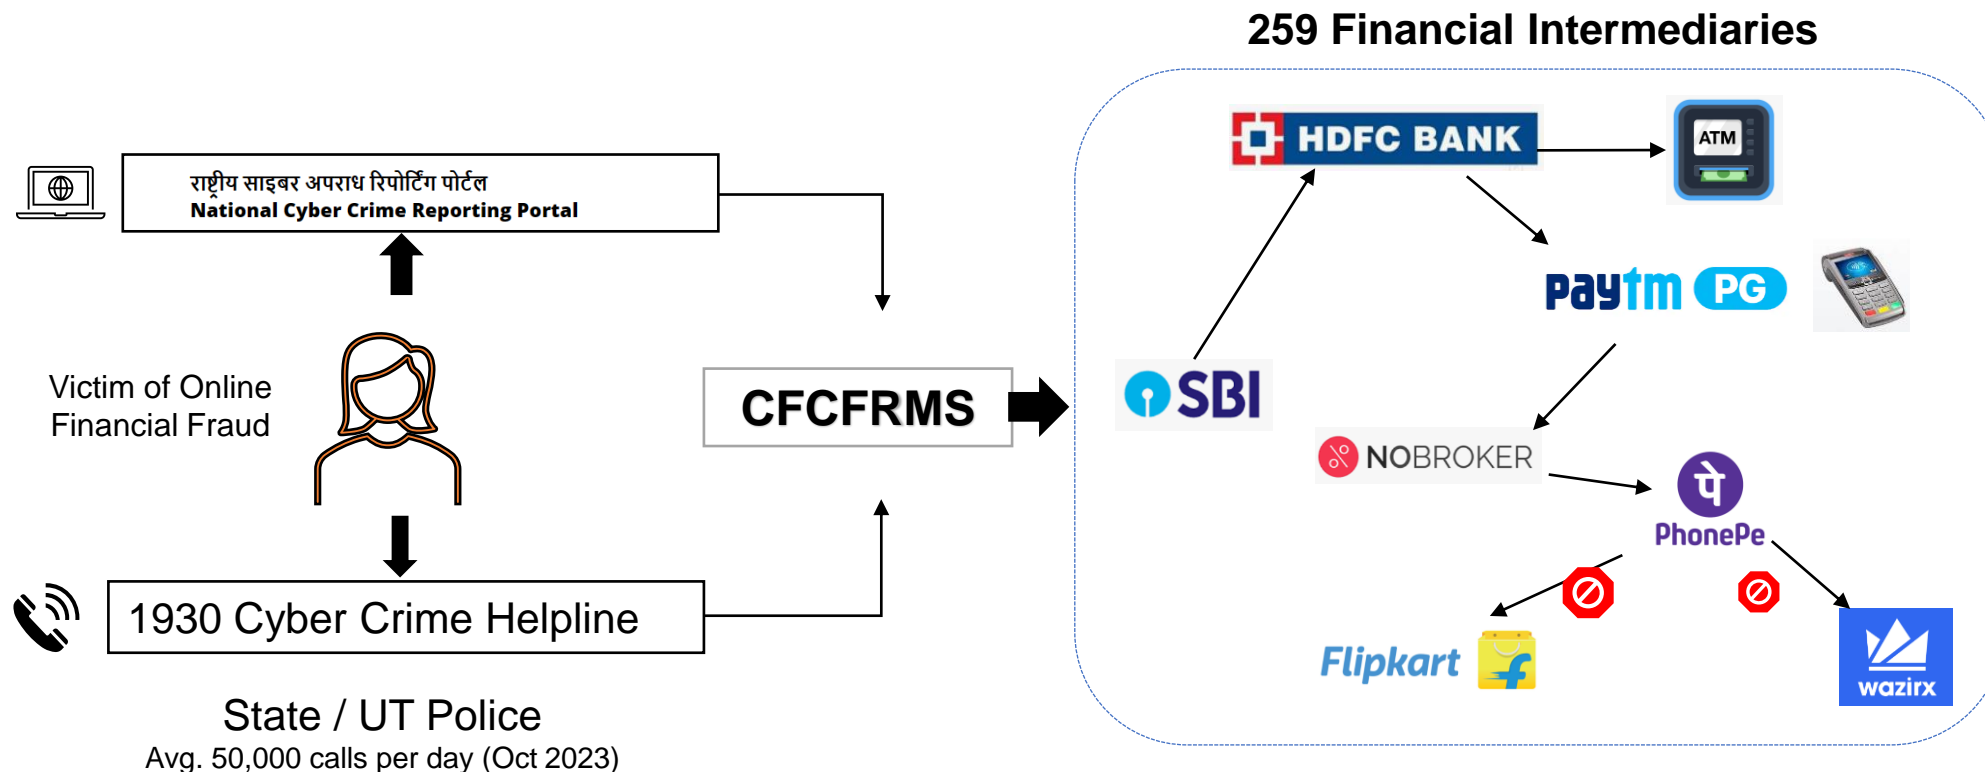 259 Financial Intermediaries
राष्ट्रीय साइबर अपराध रिपोर्टिंग पोर्टल
National Cyber Crime Reporting Portal
Victim of Online
Financial Fraud
1930 Cyber Crime Helpline
State / UT Police
Avg. 50,000 calls per day (Oct 2023)
CFCFRMS
HDFC BANK
ATM
paytm PG
SBI
NOBROKER
पे
PhonePe
Flipkart
f
wazirx